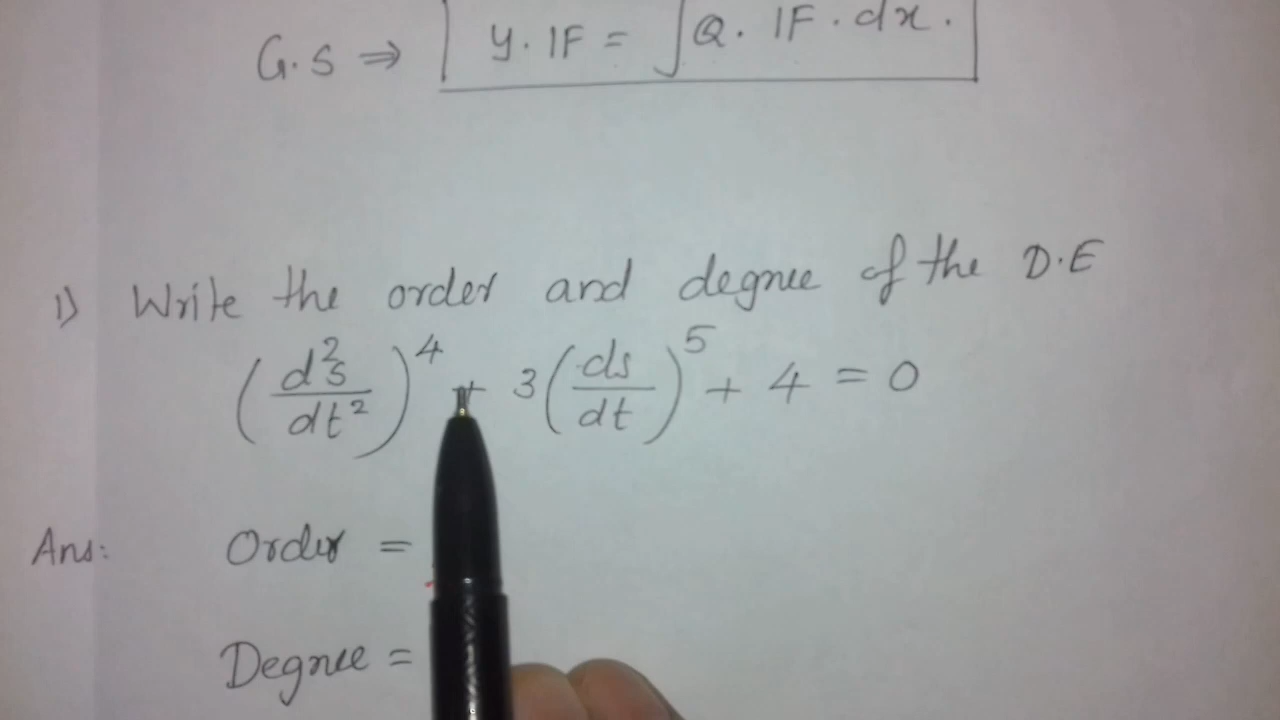 G.S ⇒ y. IF = ∫Q. IF. dx.
1) Write the order and degree of the D.E
(d²s/dt²)⁴ + 3(ds/dt)⁵ + 4 = 0
Ans: Order =
Degree =